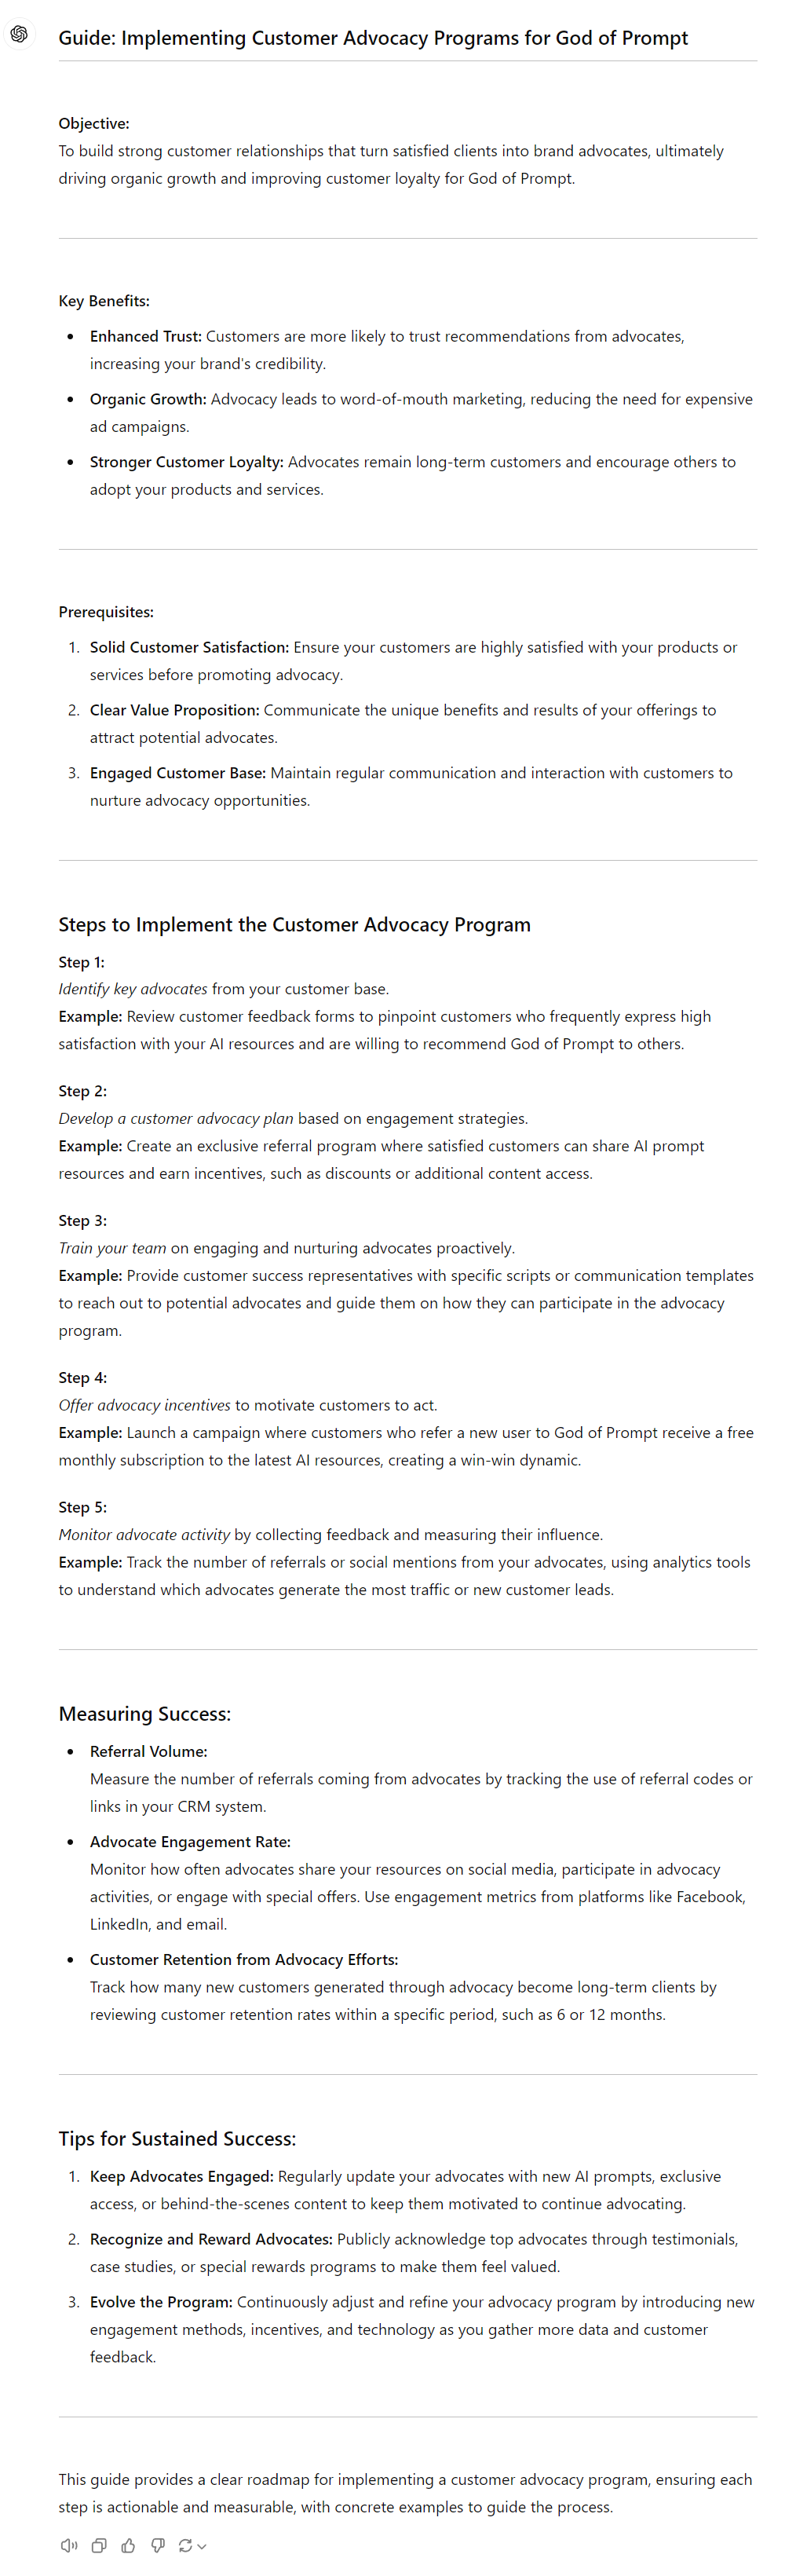 Guide: Implementing Customer Advocacy Programs for God of Prompt
Objective:
To build strong customer relationships that turn satisfied clients into brand advocates, ultimately
driving organic growth and improving customer loyalty for God of Prompt.
Key Benefits:
• Enhanced Trust: Customers are more likely to trust recommendations from advocates,
increasing your brand's credibility.
• Organic Growth: Advocacy leads to word-of-mouth marketing, reducing the need for expensive
ad campaigns.
• Stronger Customer Loyalty: Advocates remain long-term customers and encourage others to
adopt your products and services.
Prerequisites:
1. Solid Customer Satisfaction: Ensure your customers are highly satisfied with your products or
services before promoting advocacy.
2. Clear Value Proposition: Communicate the unique benefits and results of your offerings to
attract potential advocates.
3. Engaged Customer Base: Maintain regular communication and interaction with customers to
nurture advocacy opportunities.
Steps to Implement the Customer Advocacy Program
Step 1:
Identify key advocates from your customer base.
Example: Review customer feedback forms to pinpoint customers who frequently express high
satisfaction with your AI resources and are willing to recommend God of Prompt to others.
Step 2:
Develop a customer advocacy plan based on engagement strategies.
Example: Create an exclusive referral program where satisfied customers can share AI prompt
resources and earn incentives, such as discounts or additional content access.
Step 3:
Train your team on engaging and nurturing advocates proactively.
Example: Provide customer success representatives with specific scripts or communication templates
to reach out to potential advocates and guide them on how they can participate in the advocacy
program.
Step 4:
Offer advocacy incentives to motivate customers to act.
Example: Launch a campaign where customers who refer a new user to God of Prompt receive a free
monthly subscription to the latest AI resources, creating a win-win dynamic.
Step 5:
Monitor advocate activity by collecting feedback and measuring their influence.
Example: Track the number of referrals or social mentions from your advocates, using analytics tools
to understand which advocates generate the most traffic or new customer leads.
Measuring Success:
• Referral Volume:
Measure the number of referrals coming from advocates by tracking the use of referral codes or
links in your CRM system.
• Advocate Engagement Rate:
Monitor how often advocates share your resources on social media, participate in advocacy
activities, or engage with special offers. Use engagement metrics from platforms like Facebook,
LinkedIn, and email.
• Customer Retention from Advocacy Efforts:
Track how many new customers generated through advocacy become long-term clients by
reviewing customer retention rates within a specific period, such as 6 or 12 months.
Tips for Sustained Success:
1. Keep Advocates Engaged: Regularly update your advocates with new AI prompts, exclusive
access, or behind-the-scenes content to keep them motivated to continue advocating.
2. Recognize and Reward Advocates: Publicly acknowledge top advocates through testimonials,
case studies, or special rewards programs to make them feel valued.
3. Evolve the Program: Continuously adjust and refine your advocacy program by introducing new
engagement methods, incentives, and technology as you gather more data and customer
feedback.
This guide provides a clear roadmap for implementing a customer advocacy program, ensuring each
step is actionable and measurable, with concrete examples to guide the process.